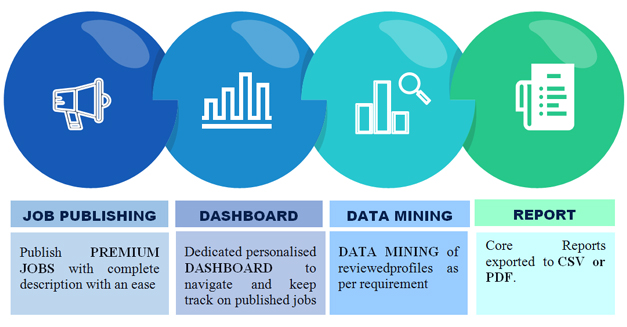 JOB PUBLISHING
Publish PREMIUM
JOBS with complete
description with an ease
DASHBOARD
Dedicated personalised
DASHBOARD to
navigate and keep
track on published jobs
DATA MINING
DATA MINING of
reviewedprofiles as
per requirement
REPORT
Core Reports
exported to CSV or
PDF.